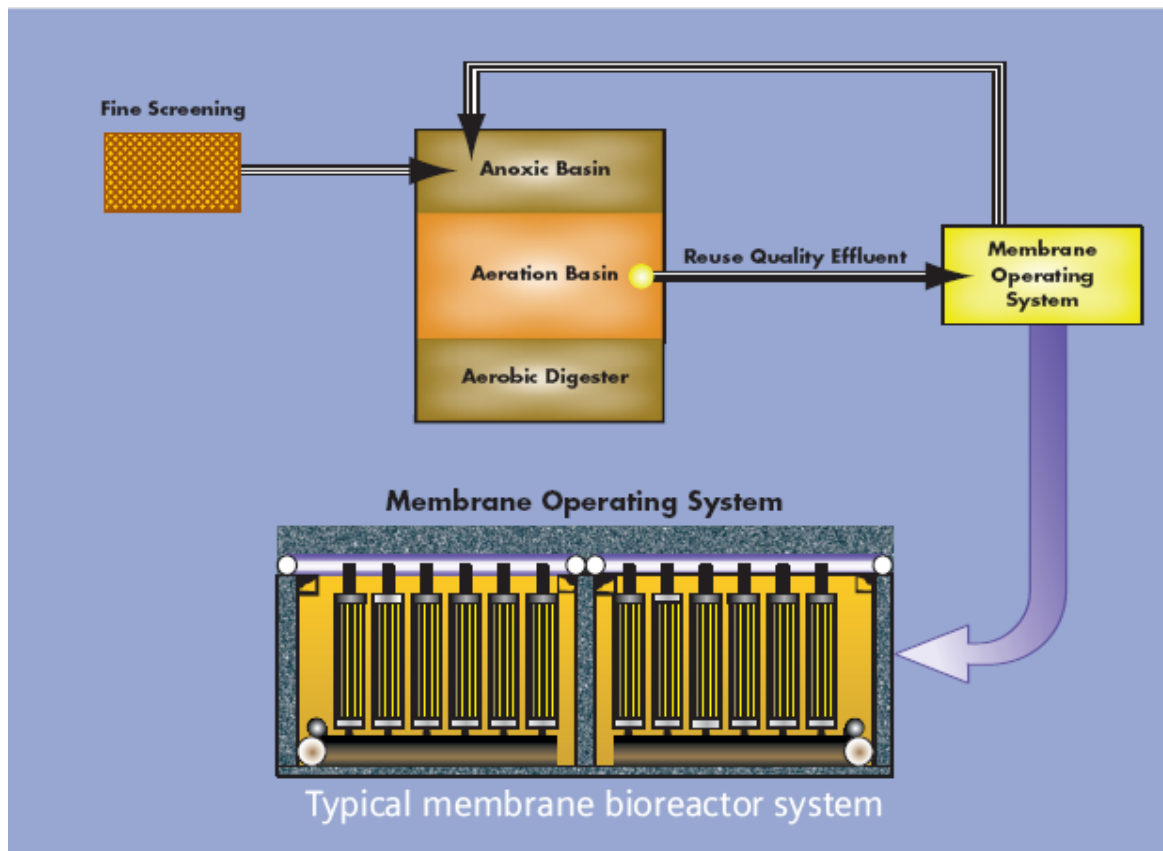 Fine Screening
Anoxic Basin
Aeration Basin
Reuse Quality Effluent
Membrane
Operating
System
Aerobic Digester
Membrane Operating System
Typical membrane bioreactor system